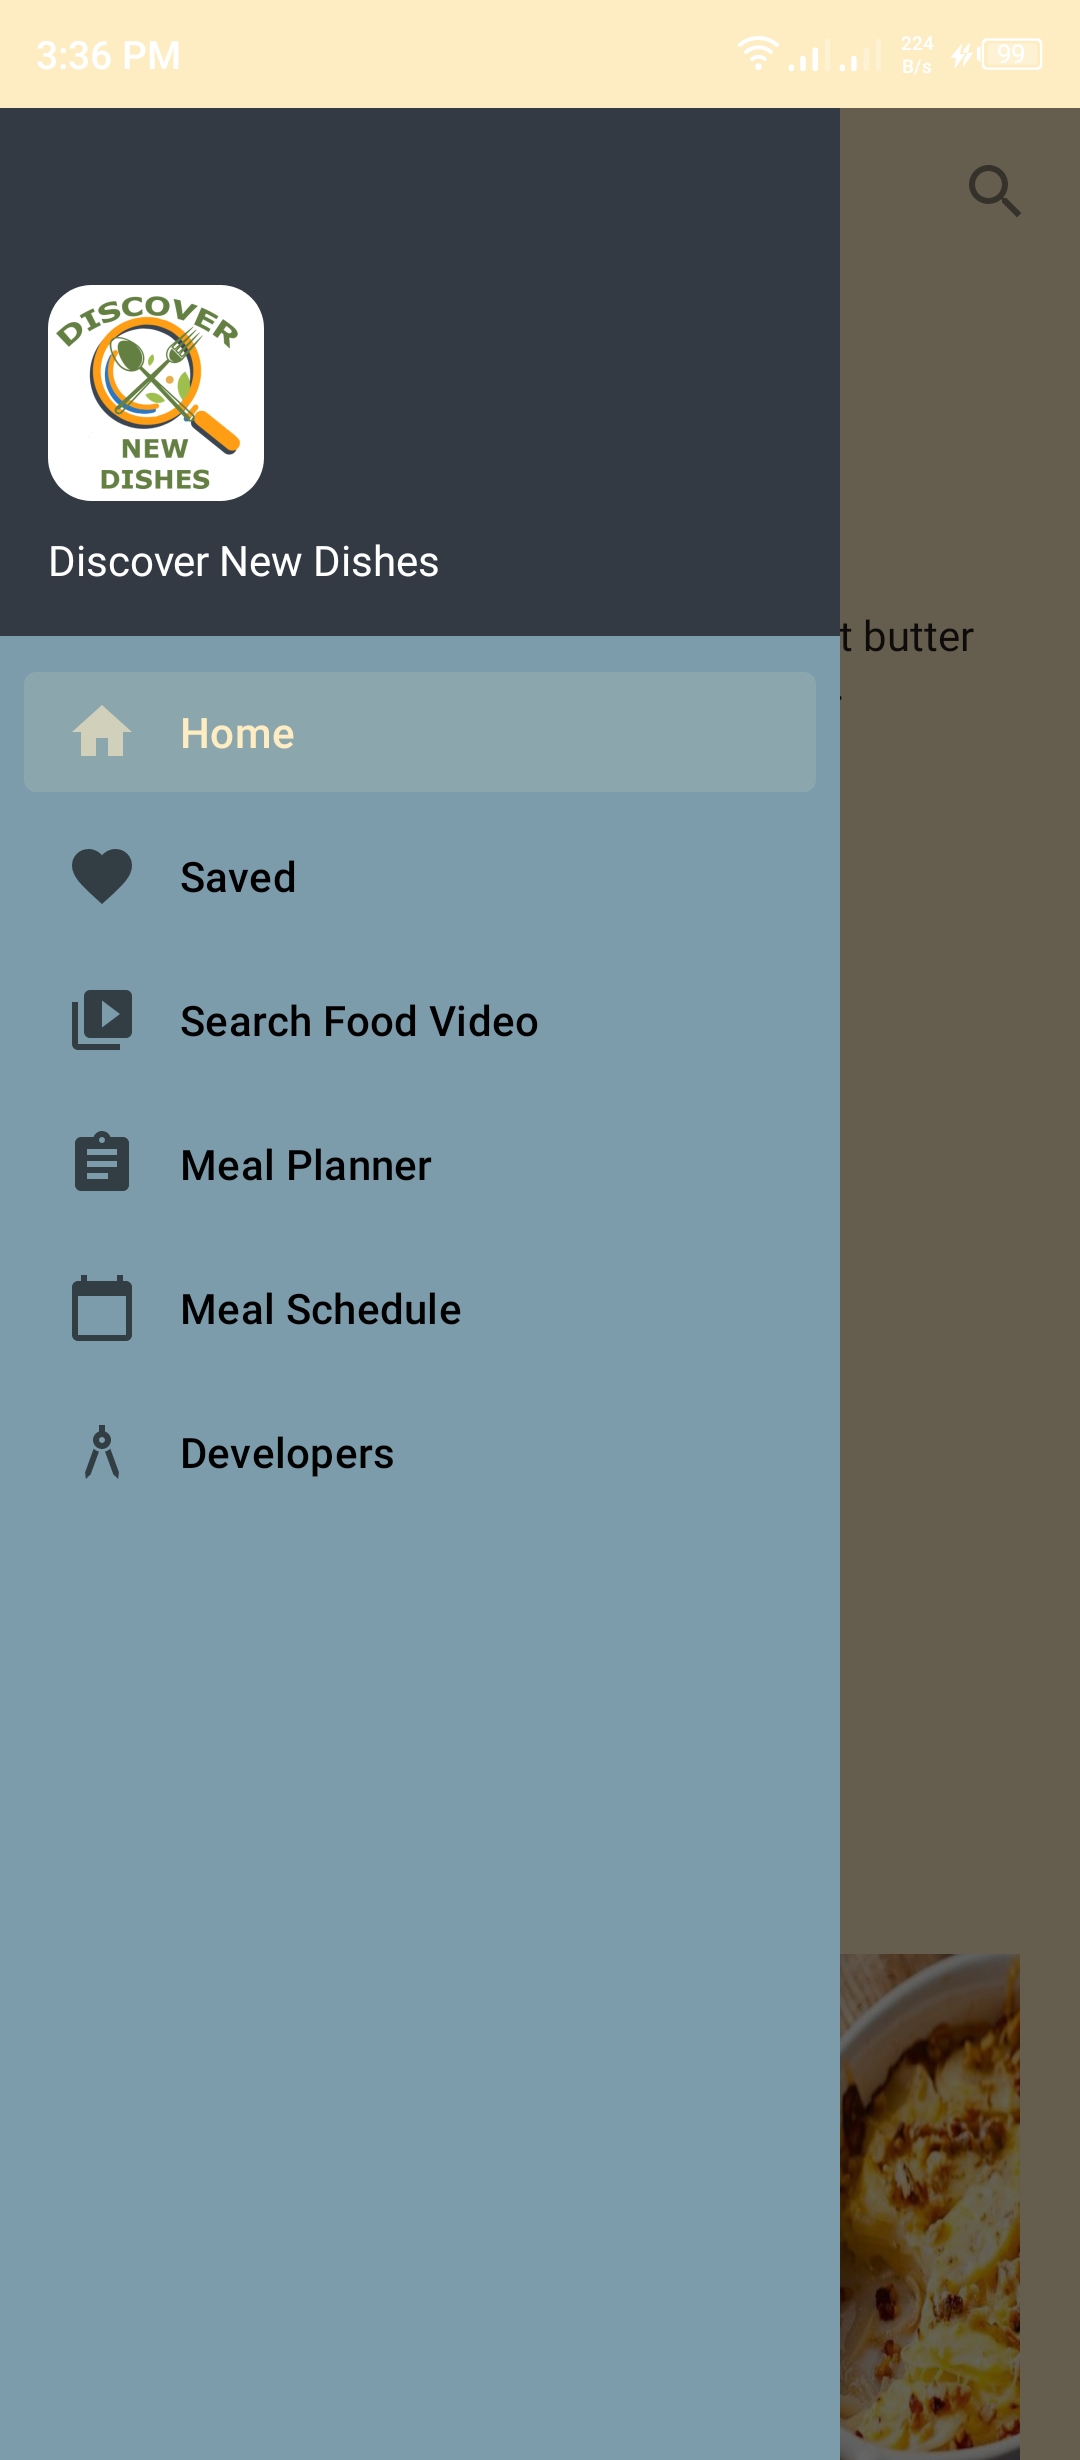 3:36 PM
224
B/s
99
DISCOVER
NEW
DISHES
Discover New Dishes
t butter
Home
Saved
Search Food Video
Meal Planner
Meal Schedule
Developers